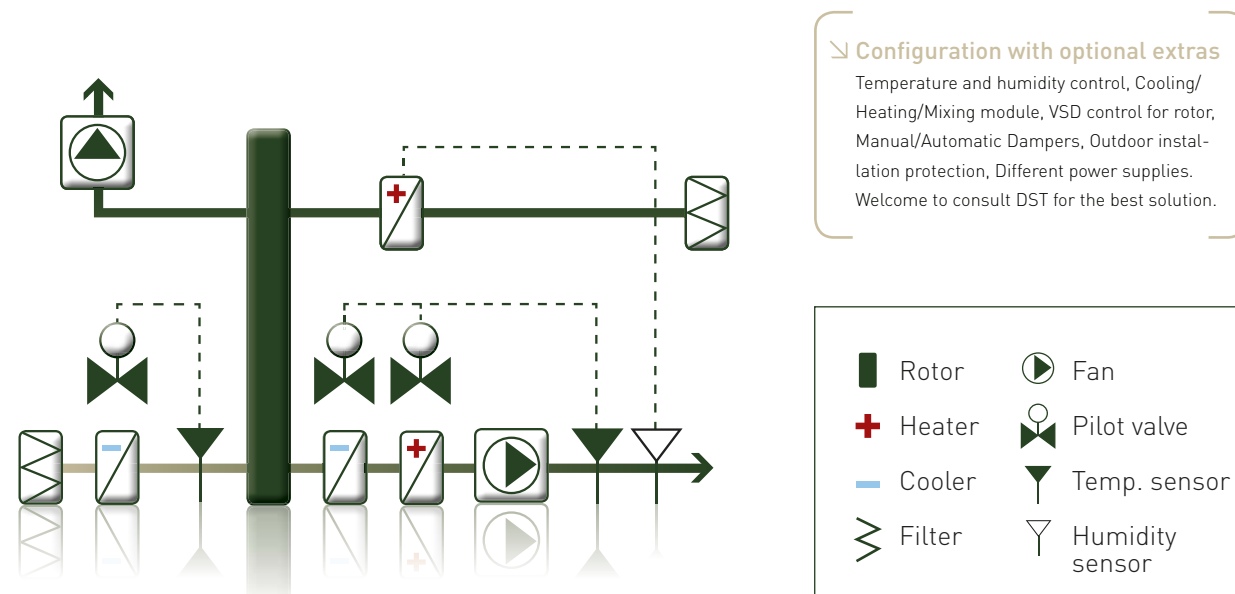 Configuration with optional extras
Temperature and humidity control, Cooling/
Heating/Mixing module, VSD control for rotor,
Manual/Automatic Dampers, Outdoor instal-
lation protection, Different power supplies.
Welcome to consult DST for the best solution.
Rotor
Fan
Heater
Pilot valve
Cooler
Temp. sensor
Filter
Humidity
sensor